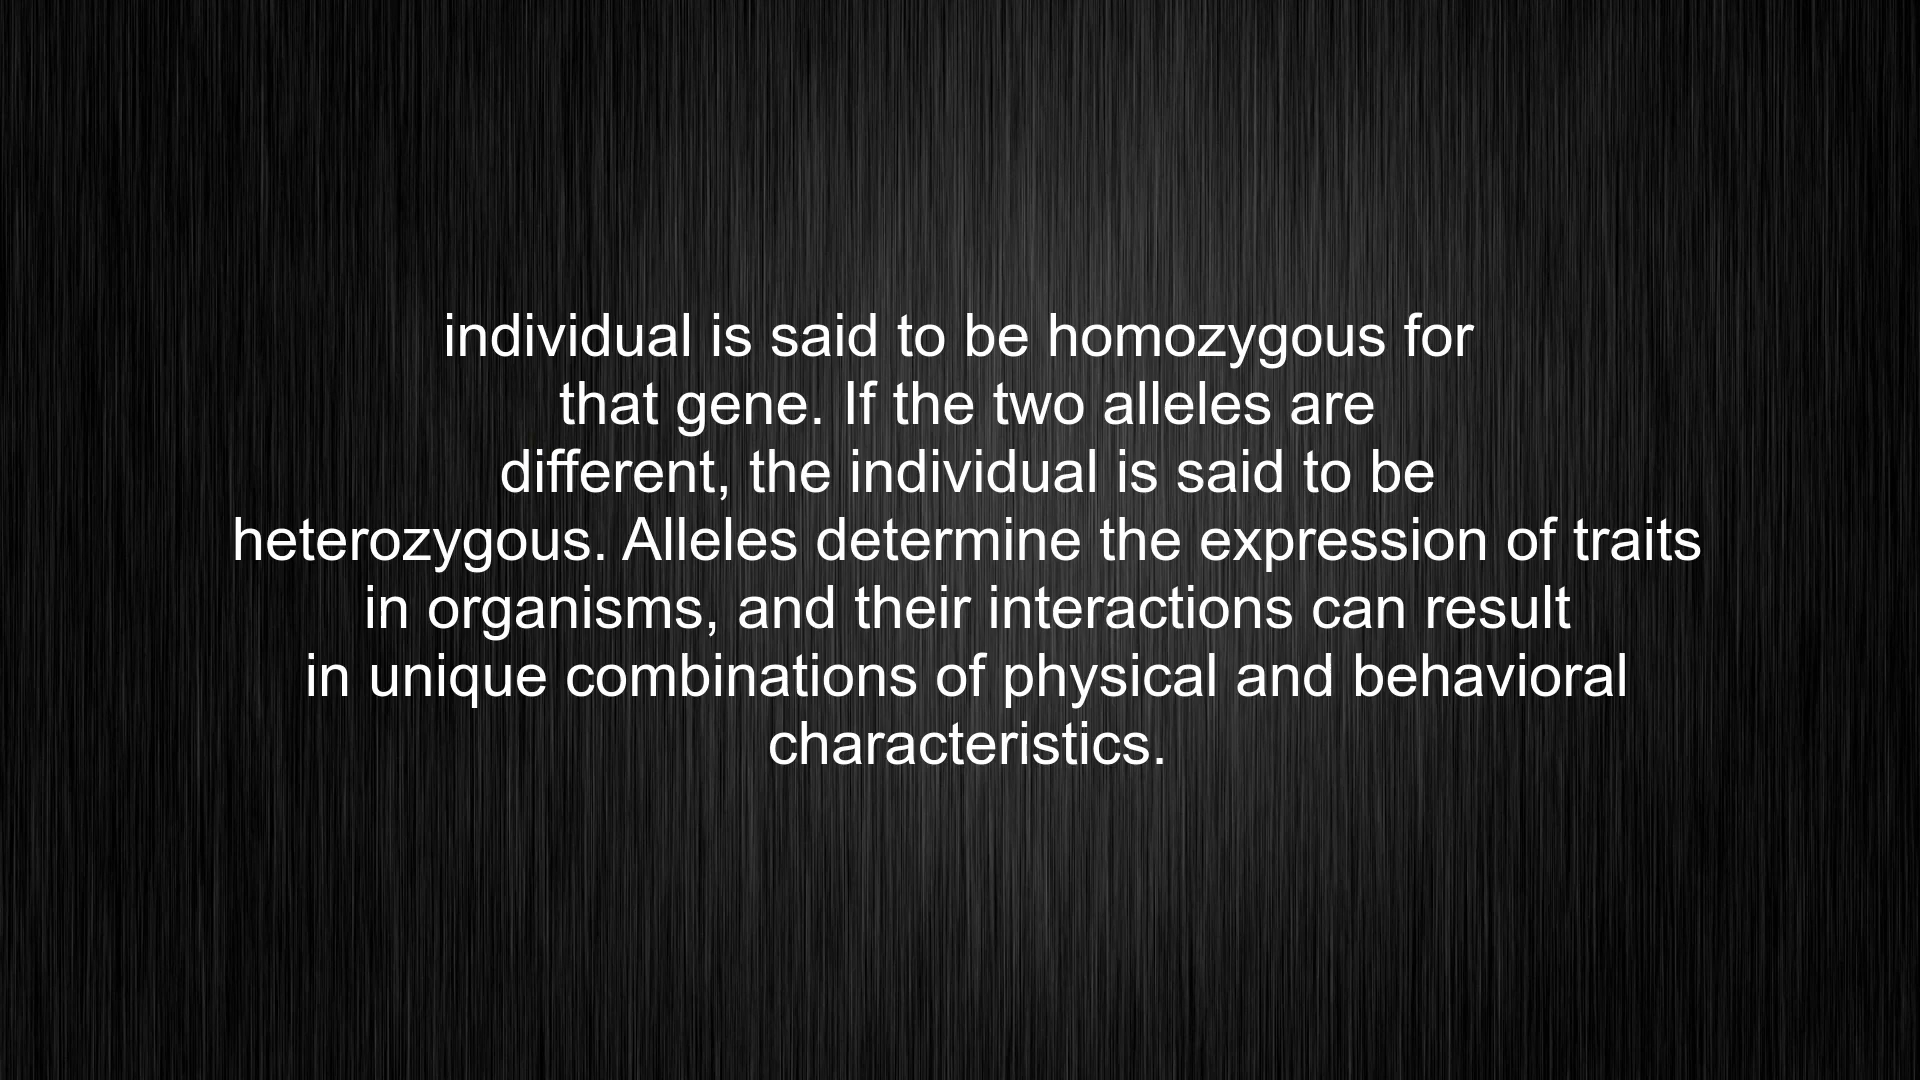 individual is said to be homozygous for
that gene. If the two alleles are
different, the individual is said to be
heterozygous. Alleles determine the expression of traits
in organisms, and their interactions can result
in unique combinations of physical and behavioral
characteristics.